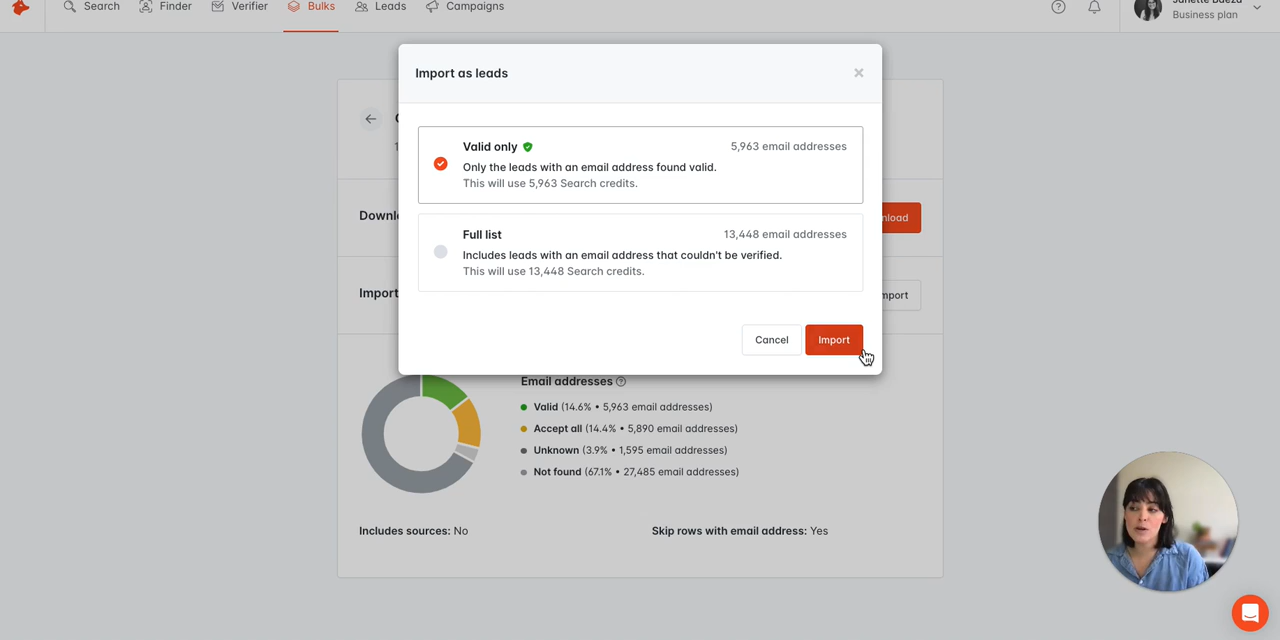 Search
Finder
Verifier
Bulks
Leads
Campaigns
Business plan
Import as leads
Valid only
5,963 email addresses
Only the leads with an email address found valid.
This will use 5,963 Search credits.
Full list
13,448 email addresses
Includes leads with an email address that couldn't be verified.
This will use 13,448 Search credits.
Cancel
Import
Email addresses
Valid (14.6% • 5,963 email addresses)
Accept all (14.4% • 5,890 email addresses)
Unknown (3.9% • 1,595 email addresses)
Not found (67.1% • 27,485 email addresses)
Includes sources: No
Skip rows with email address: Yes